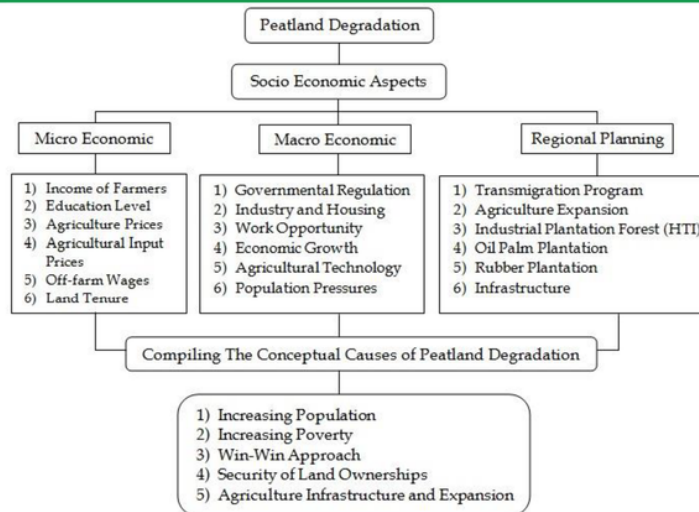 Peatland Degradation
Socio Economic Aspects
Micro Economic
Macro Economic
Regional Planning
1) Income of Farmers
2) Education Level
3) Agriculture Prices
4) Agricultural Input
Prices
5) Off-farm Wages
6) Land Tenure
1) Governmental Regulation
2) Industry and Housing
3) Work Opportunity
4) Economic Growth
5) Agricultural Technology
6) Population Pressures
1) Transmigration Program
2) Agriculture Expansion
3) Industrial Plantation Forest (HTI)
4) Oil Palm Plantation
5) Rubber Plantation
6) Infrastructure
Compiling The Conceptual Causes of Peatland Degradation
1) Increasing Population
2) Increasing Poverty
3) Win-Win Approach
4) Security of Land Ownerships
5) Agriculture Infrastructure and Expansion